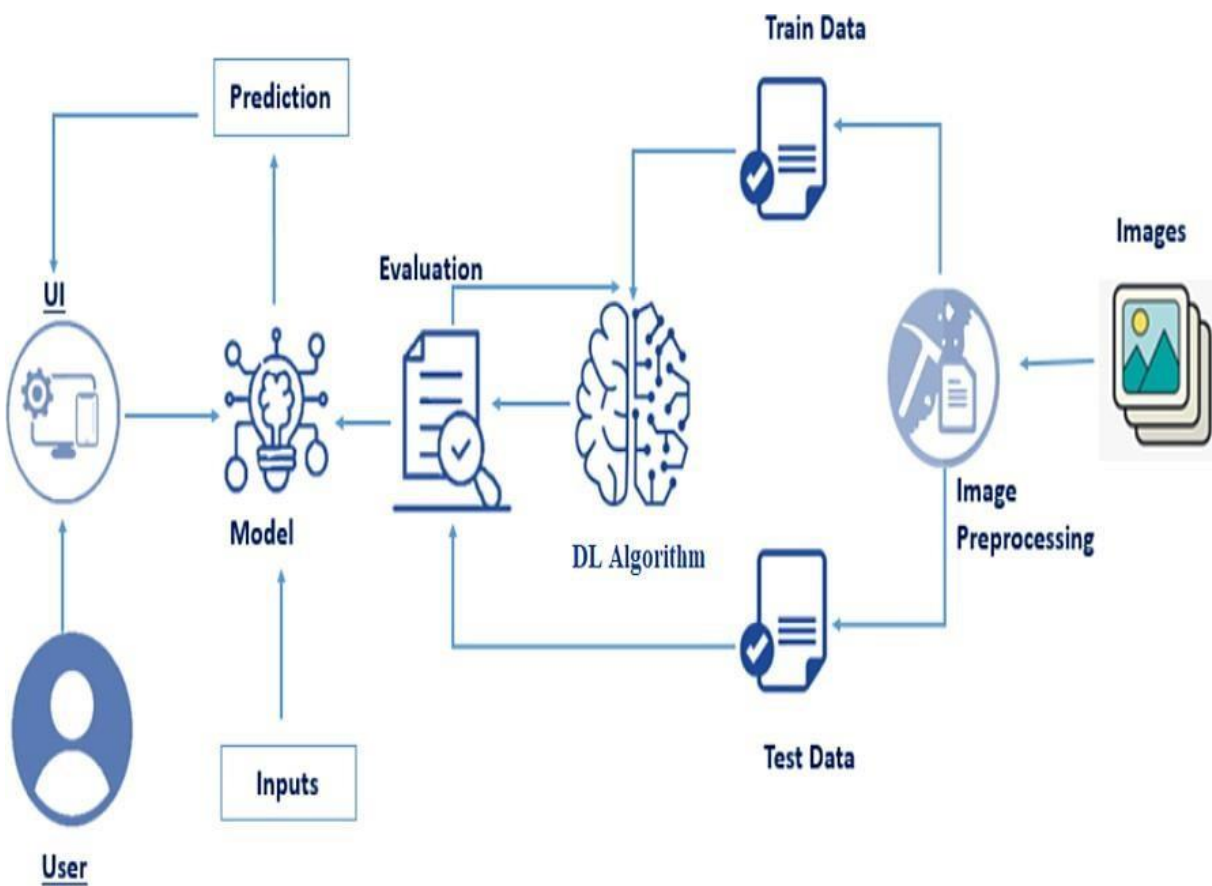 Train Data
Prediction
Images
Evaluation
UI
Model
Image
Preprocessing
DL Algorithm
Inputs
Test Data
User